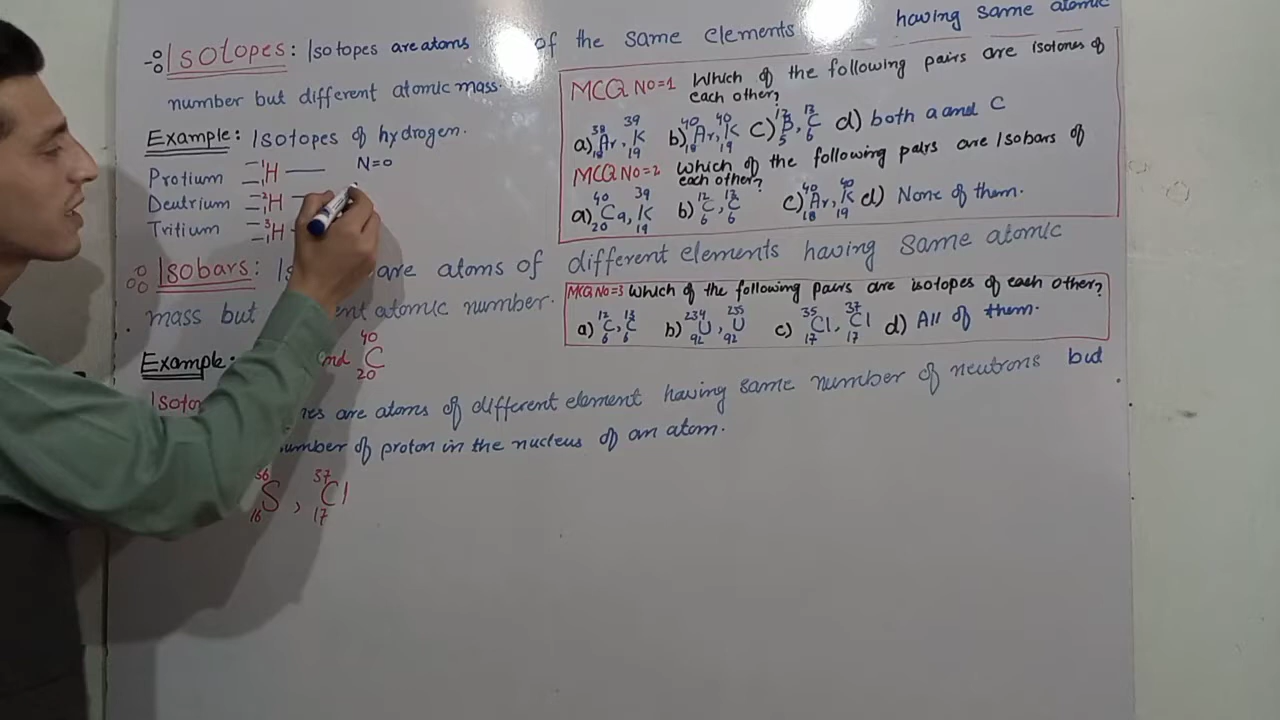 Isotopes: Isotopes are atoms of the same elements having same atomic
number but different atomic mass.
Example: Isotopes of hydrogen.
Protium — ¹₁H — N=0
Deutrium — ²₁H —
Tritium — ³₁H
Isobars: are atoms of different elements having same atomic
mass but atomic number.
Example: and ⁴⁰₂₀C
are atoms of different element having same number of neutrons but
number of proton in the nucleus of an atom.
³⁶₁₆S, ³⁷₁₇Cl
MCQ No=1 Which of the following pairs are isotones of
each other?
a) ³⁸₁₈Ar, ³⁹₁₉K b) ⁴⁰₁₈Ar, ⁴⁰₁₉K c) ¹²₅B, ¹³₆C d) both a and C
MCQ No=2 which of the following pairs are Isobars of
each other?
a) ⁴⁰₂₀Ca, ³⁹₁₉K b) ¹²₆C, ¹³₆C c) ⁴⁰₁₈Ar, ⁴⁰₁₉K d) None of them.
MCQ No=3 Which of the following pairs are isotopes of each other?
a) ¹²₆C, ¹³₆C b) ²³⁴₉₂U, ²³⁵₉₂U c) ³⁵₁₇Cl, ³⁷₁₇Cl d) All of them.